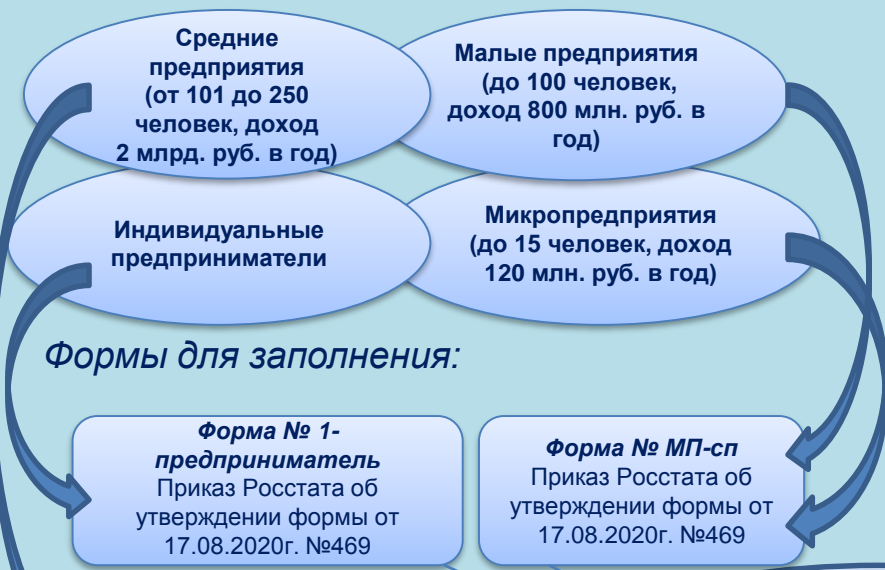 Средние
предприятия
(от 101 до 250
человек, доход
2 млрд. руб. в год)
Малые предприятия
(до 100 человек,
доход 800 млн. руб. в
год)
Индивидуальные
предприниматели
Микропредприятия
(до 15 человек, доход
120 млн. руб. в год)
Формы для заполнения:
Форма № 1-
предприниматель
Приказ Росстата об
утверждении формы от
17.08.2020г. №469
Форма № МП-сп
Приказ Росстата об
утверждении формы от
17.08.2020г. №469